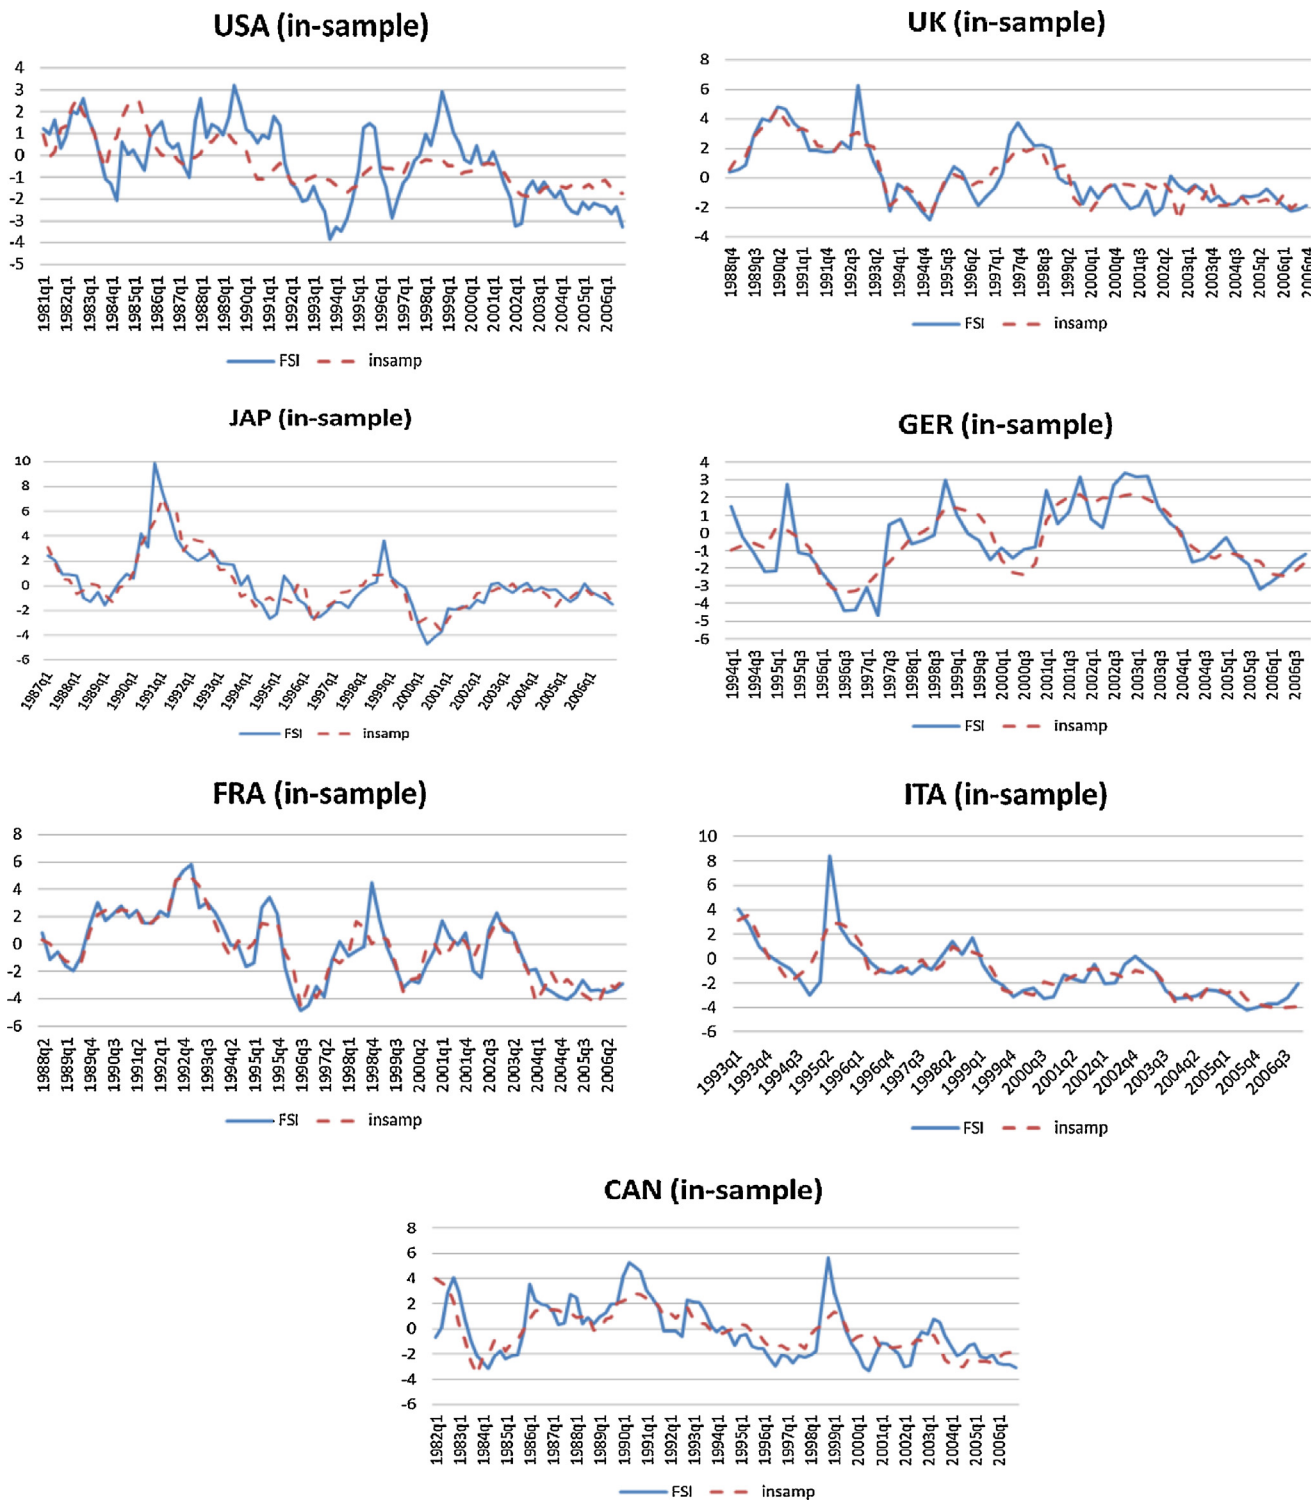 USA (in-sample)
4
3
2
1
0
-1
-2
-3
-4
-5
1981q1
1982q1
1983q1
1984q1
1985q1
1986q1
1987q1
1988q1
1989q1
1990q1
1991q1
1992q1
1993q1
1994q1
1995q1
1996q1
1997q1
1998q1
1999q1
2000q1
2001q1
2002q1
2003q1
2004q1
2005q1
2006q1
FSI insamp
UK (in-sample)
8
6
4
2
0
-2
-4
1988q4
1989q3
1990q2
1991q1
1991q4
1992q3
1993q2
1994q1
1994q4
1995q3
1996q2
1997q1
1997q4
1998q3
1999q2
2000q1
2000q4
2001q3
2002q2
2003q1
2003q4
2004q3
2005q2
2006q1
2006q4
FSI insamp
JAP (in-sample)
10
8
6
4
2
0
-2
-4
-6
1987q1
1988q1
1989q1
1990q1
1991q1
1992q1
1993q1
1994q1
1995q1
1996q1
1997q1
1998q1
1999q1
2000q1
2001q1
2002q1
2003q1
2004q1
2005q1
2006q1
FSI insamp
GER (in-sample)
4
3
2
1
0
-1
-2
-3
-4
-5
-6
1994q1
1994q3
1995q1
1995q3
1996q1
1996q3
1997q1
1997q3
1998q1
1998q3
1999q1
1999q3
2000q1
2000q3
2001q1
2001q3
2002q1
2002q3
2003q1
2003q3
2004q1
2004q3
2005q1
2005q3
2006q1
2006q3
FSI insamp
FRA (in-sample)
8
6
4
2
0
-2
-4
-6
1988q2
1989q1
1989q4
1990q3
1991q2
1992q1
1992q4
1993q3
1994q2
1995q1
1995q4
1996q3
1997q2
1998q1
1998q4
1999q3
2000q2
2001q1
2001q4
2002q3
2003q2
2004q1
2004q4
2005q3
2006q2
FSI insamp
ITA (in-sample)
10
8
6
4
2
0
-2
-4
-6
1993q1
1993q4
1994q3
1995q2
1996q1
1996q4
1997q3
1998q2
1999q1
1999q4
2000q3
2001q2
2002q1
2002q4
2003q3
2004q2
2005q1
2005q4
2006q3
FSI insamp
CAN (in-sample)
8
6
4
2
0
-2
-4
-6
1982q1
1983q1
1984q1
1985q1
1986q1
1987q1
1988q1
1989q1
1990q1
1991q1
1992q1
1993q1
1994q1
1995q1
1996q1
1997q1
1998q1
1999q1
2000q1
2001q1
2002q1
2003q1
2004q1
2005q1
2006q1
FSI insamp